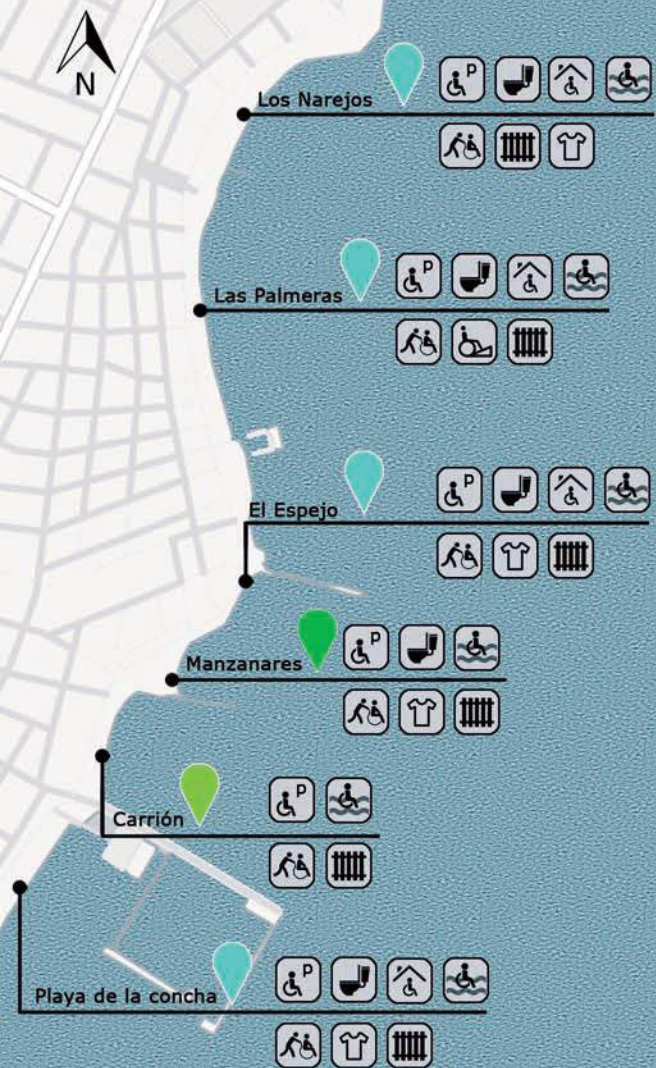 N
Los Narejos
P
Las Palmeras
P
El Espejo
P
Manzanares
P
Carrión
P
Playa de la concha
P